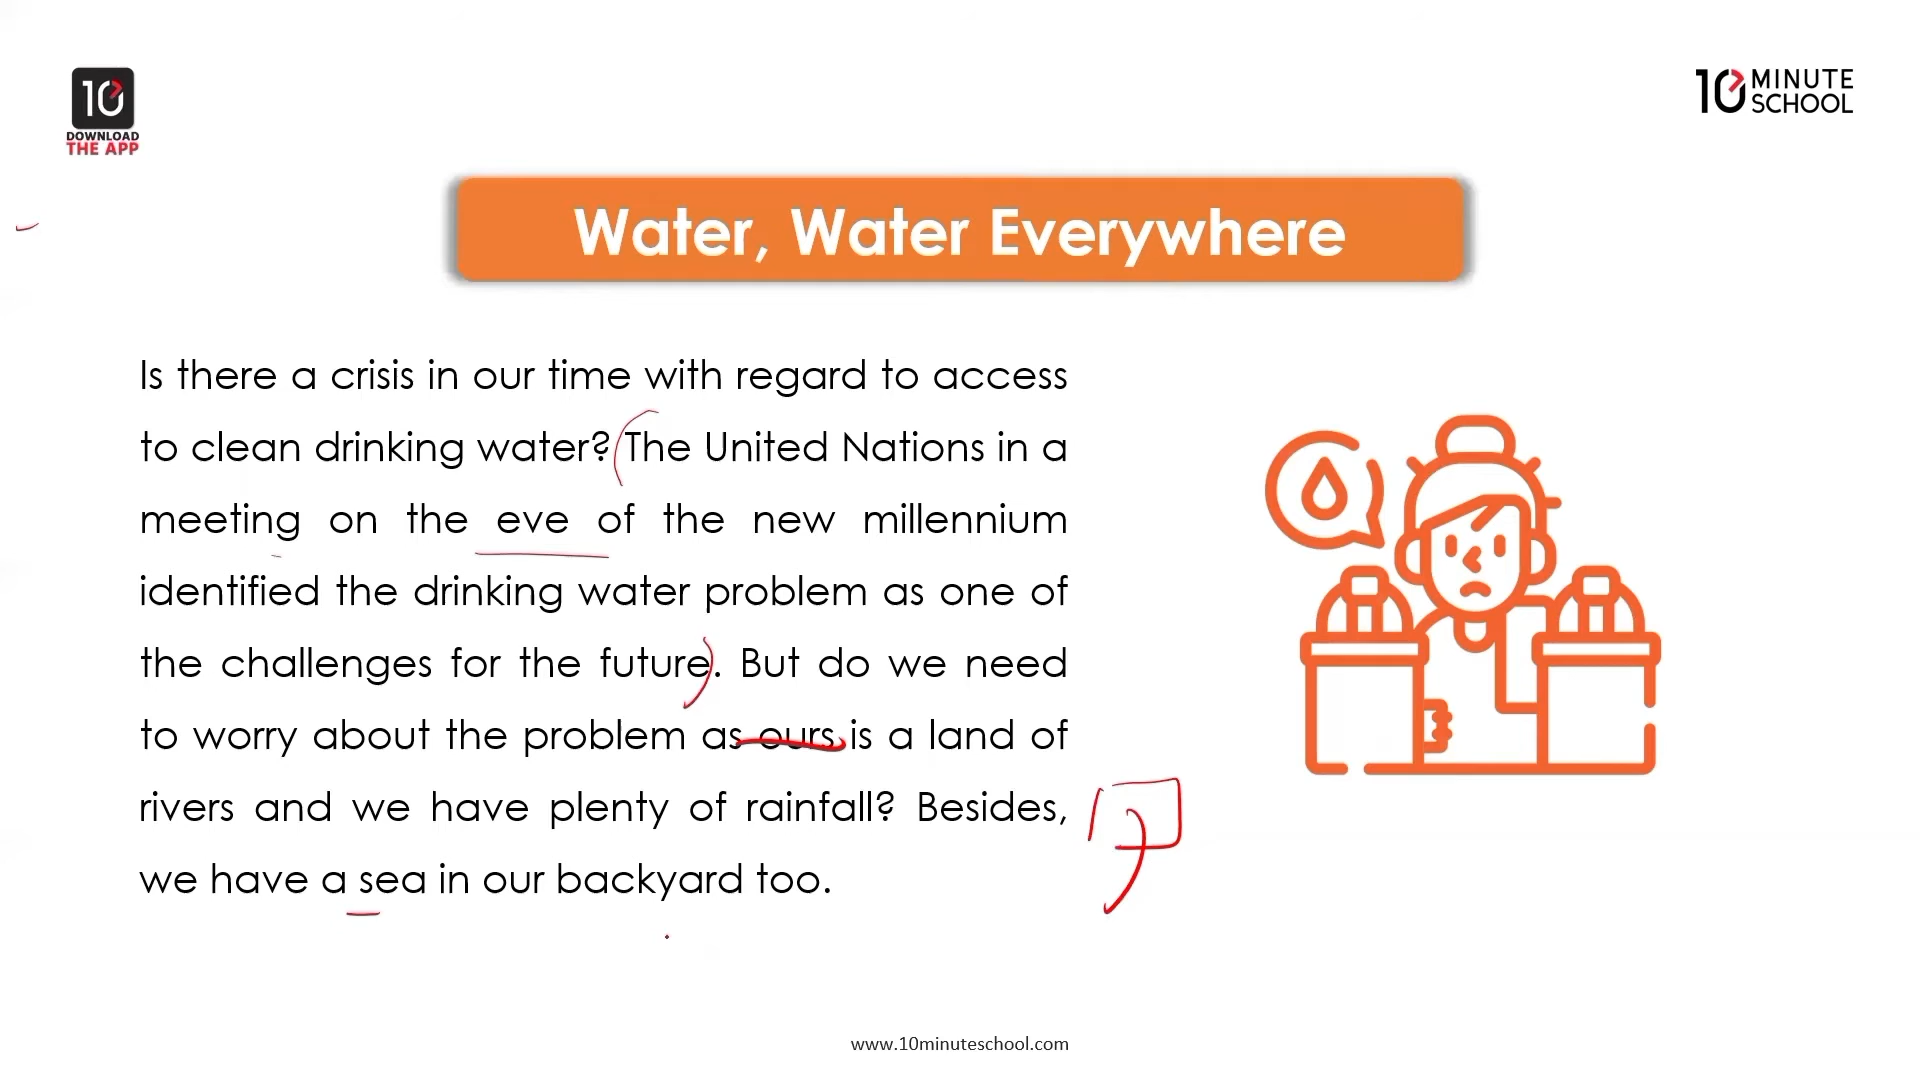 10
DOWNLOAD
THE APP
10 MINUTE
SCHOOL
Water, Water Everywhere
Is there a crisis in our time with regard to access
to clean drinking water? (The United Nations in a
meeting on the eve of the new millennium
identified the drinking water problem as one of
the challenges for the future). But do we need
to worry about the problem as ours is a land of
rivers and we have plenty of rainfall? Besides,
we have a sea in our backyard too.
www.10minuteschool.com